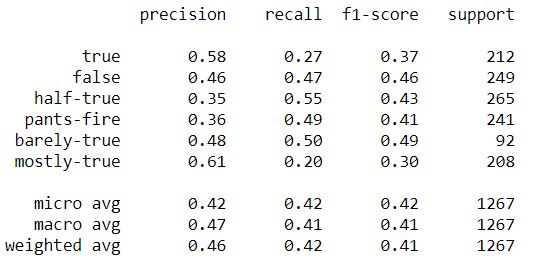 precision recall f1-score support
true 0.58 0.27 0.37 212
false 0.46 0.47 0.46 249
half-true 0.35 0.55 0.43 265
pants-fire 0.36 0.49 0.41 241
barely-true 0.48 0.50 0.49 92
mostly-true 0.61 0.20 0.30 208
micro avg 0.42 0.42 0.42 1267
macro avg 0.47 0.41 0.41 1267
weighted avg 0.46 0.42 0.41 1267